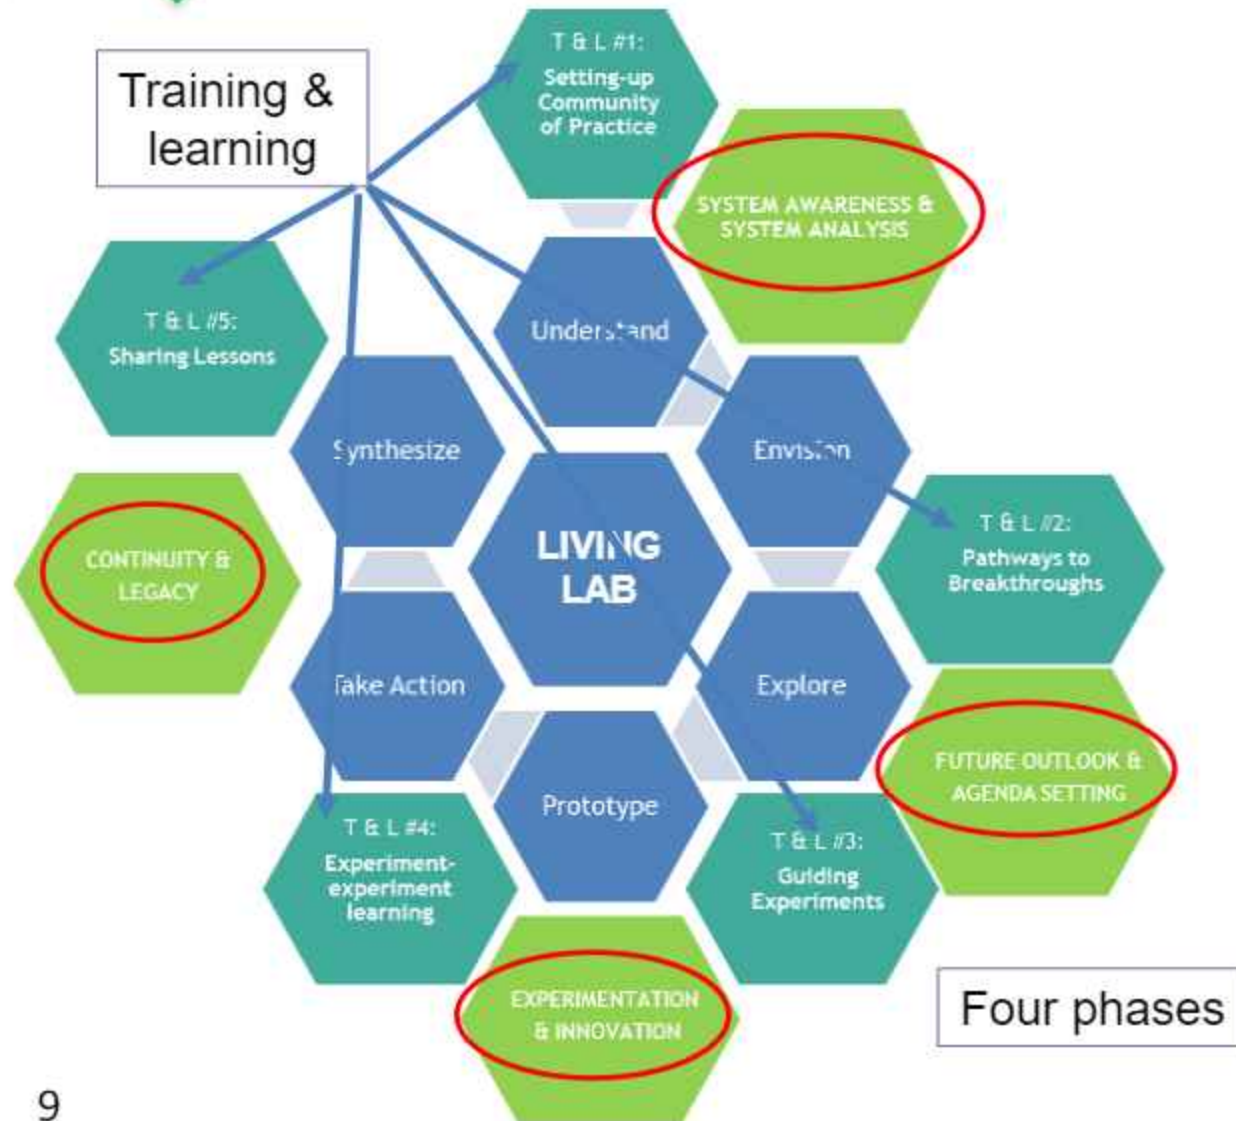 Training &
learning
T & L #1:
Setting-up
Community
of Practice
SYSTEM AWARENESS &
SYSTEM ANALYSIS
T & L #5:
Sharing Lessons
Understand
Synthesize
Envision
CONTINUITY &
LEGACY
LIVING
LAB
T & L #2:
Pathways to
Breakthroughs
Take Action
Explore
FUTURE OUTLOOK &
AGENDA SETTING
Prototype
T & L #4:
Experiment-
experiment
learning
T & L #3:
Guiding
Experiments
EXPERIMENTATION
& INNOVATION
Four phases
9